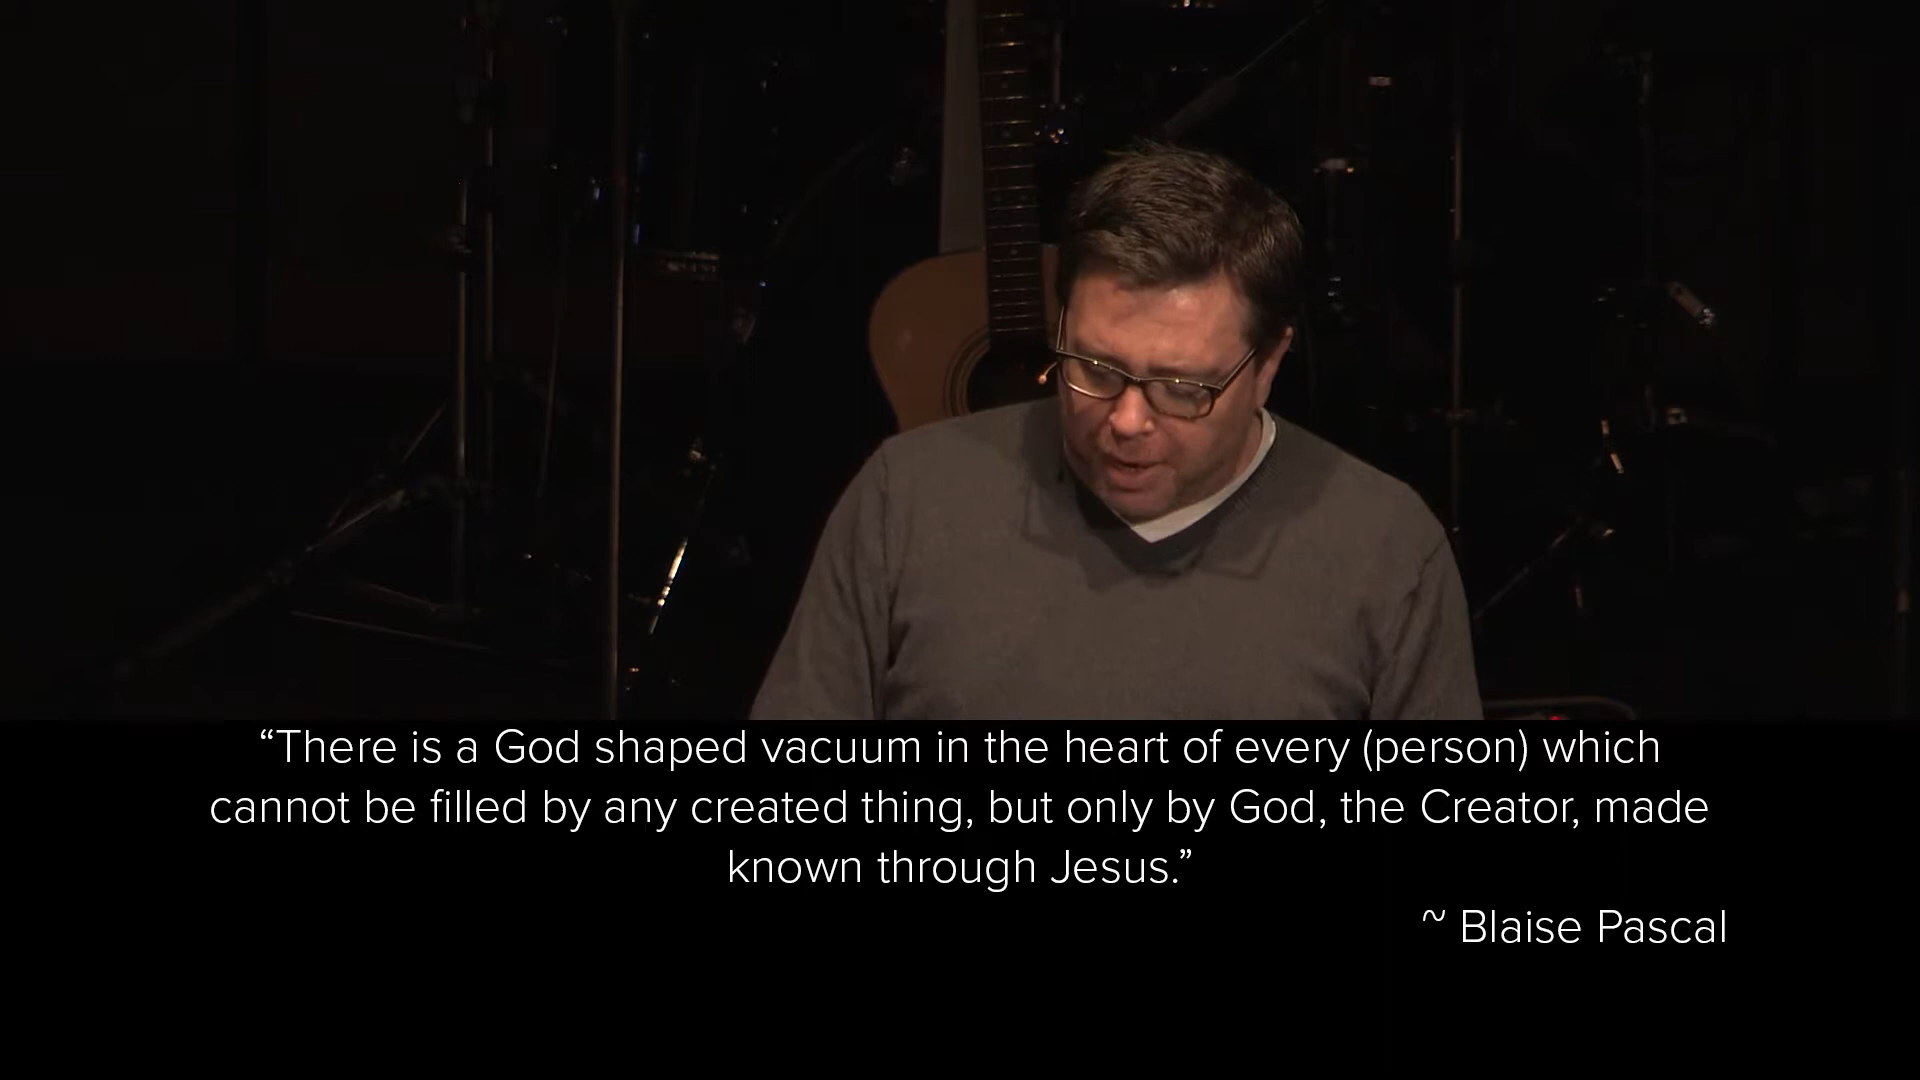 “There is a God shaped vacuum in the heart of every (person) which
cannot be filled by any created thing, but only by God, the Creator, made
known through Jesus.”
~ Blaise Pascal